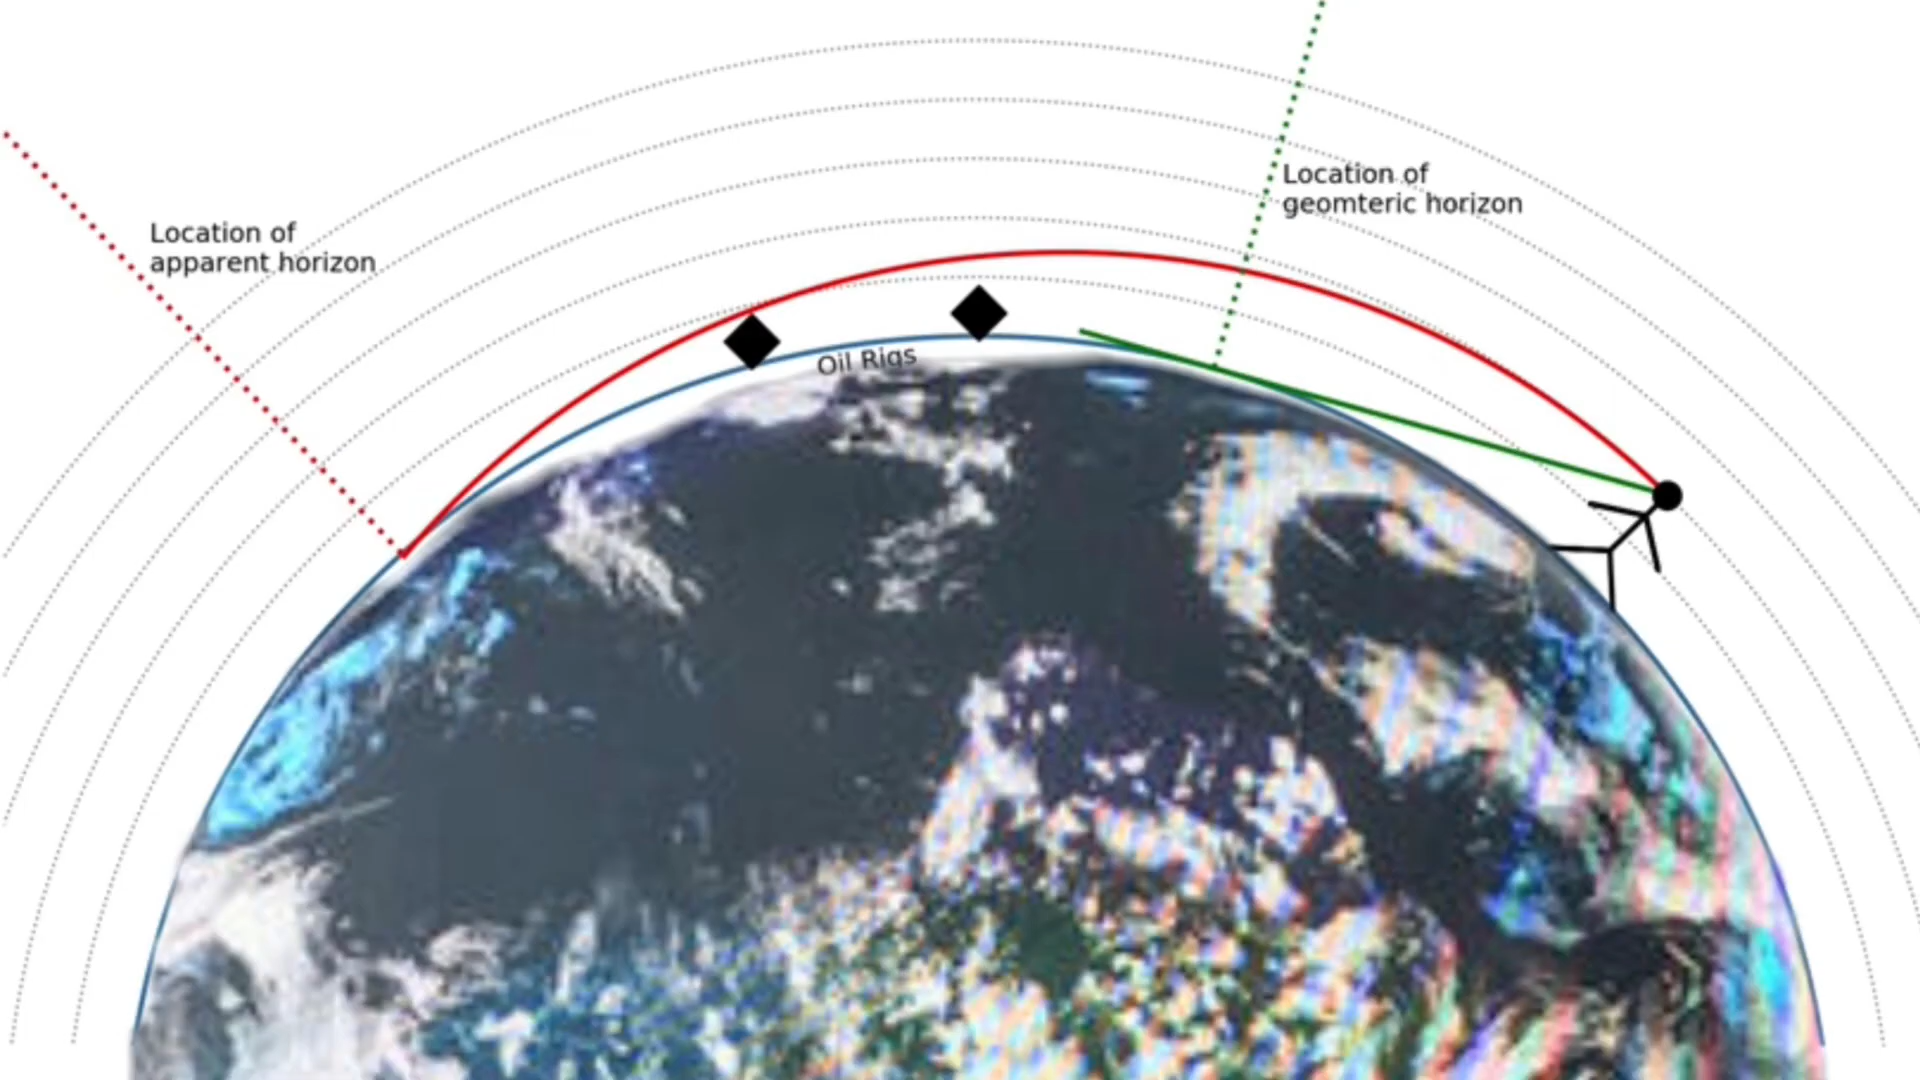 Location of
geomteric horizon
Location of
apparent horizon
Oil Rigs